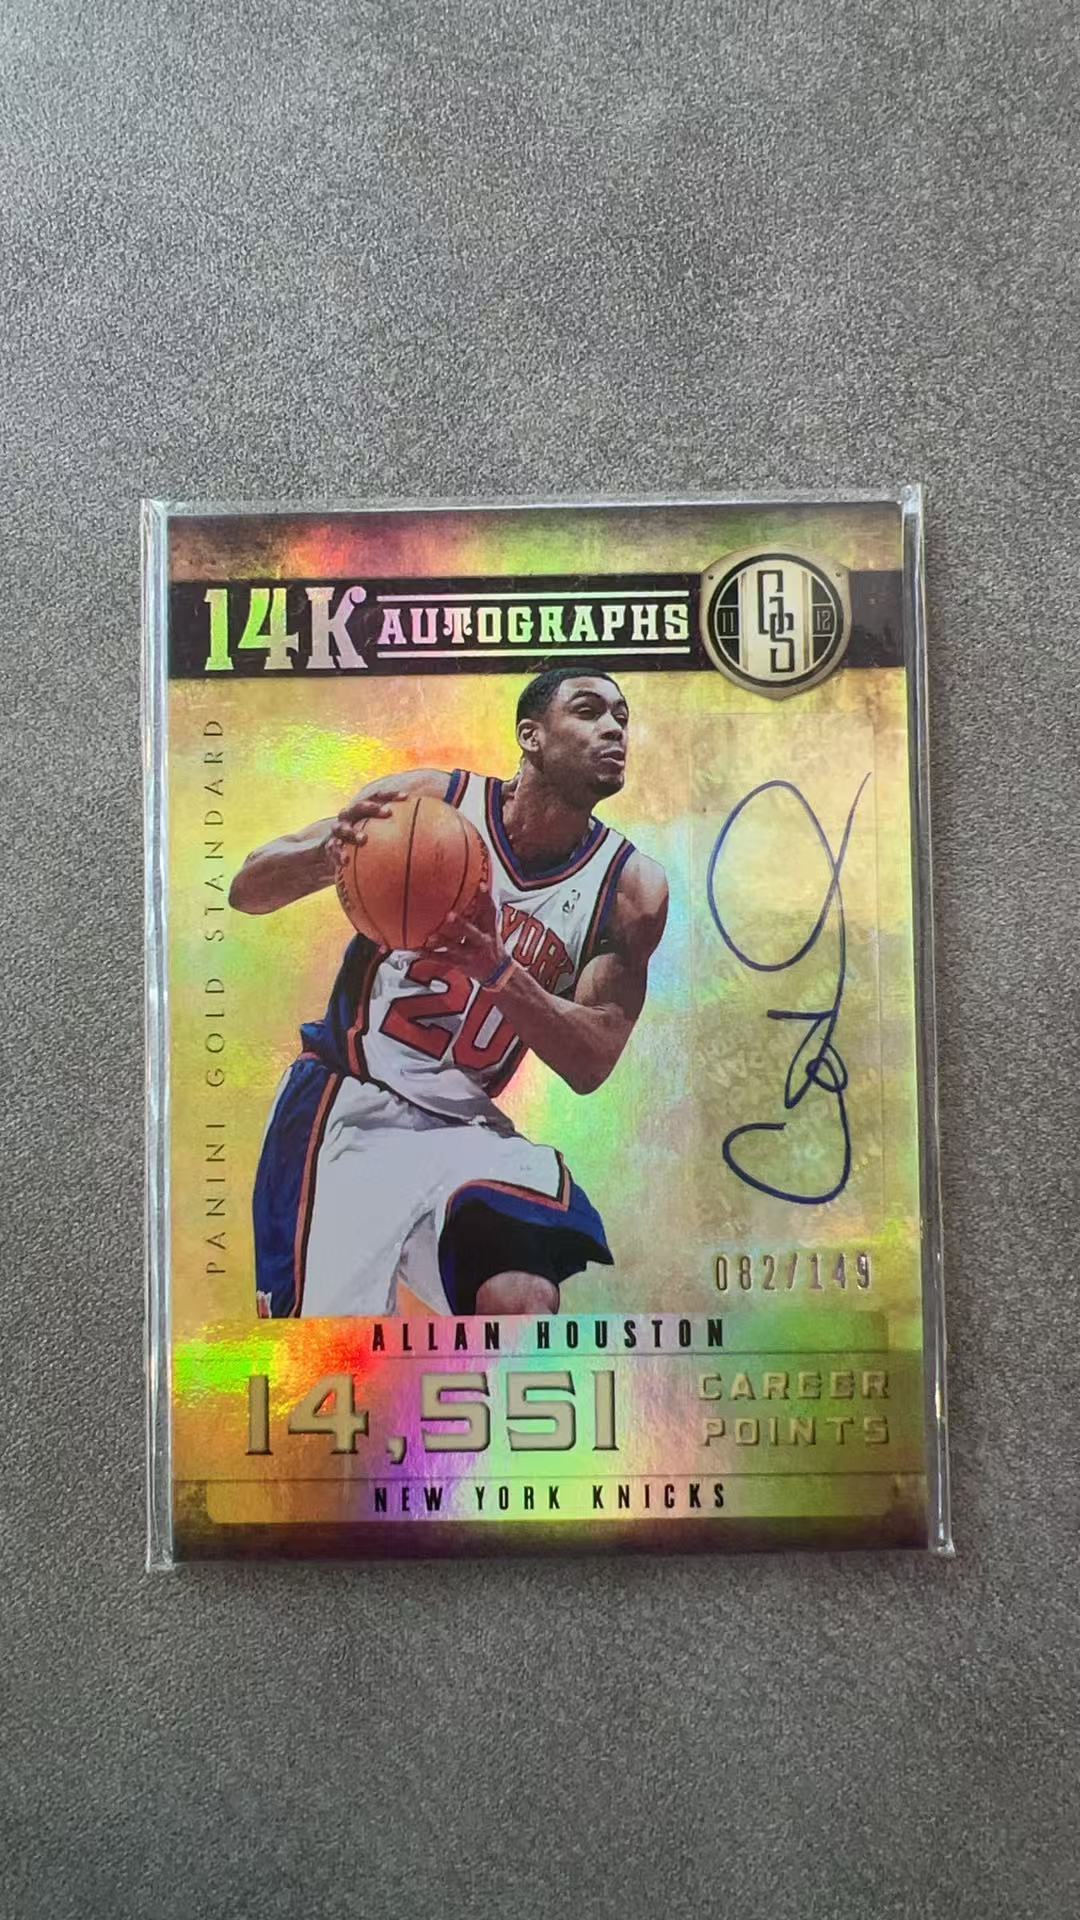 14K AUTOGRAPHS
11 GS 12
PANINI GOLD STANDARD
YORK
20
082/149
ALLAN HOUSTON
14,551 CAREER POINTS
NEW YORK KNICKS